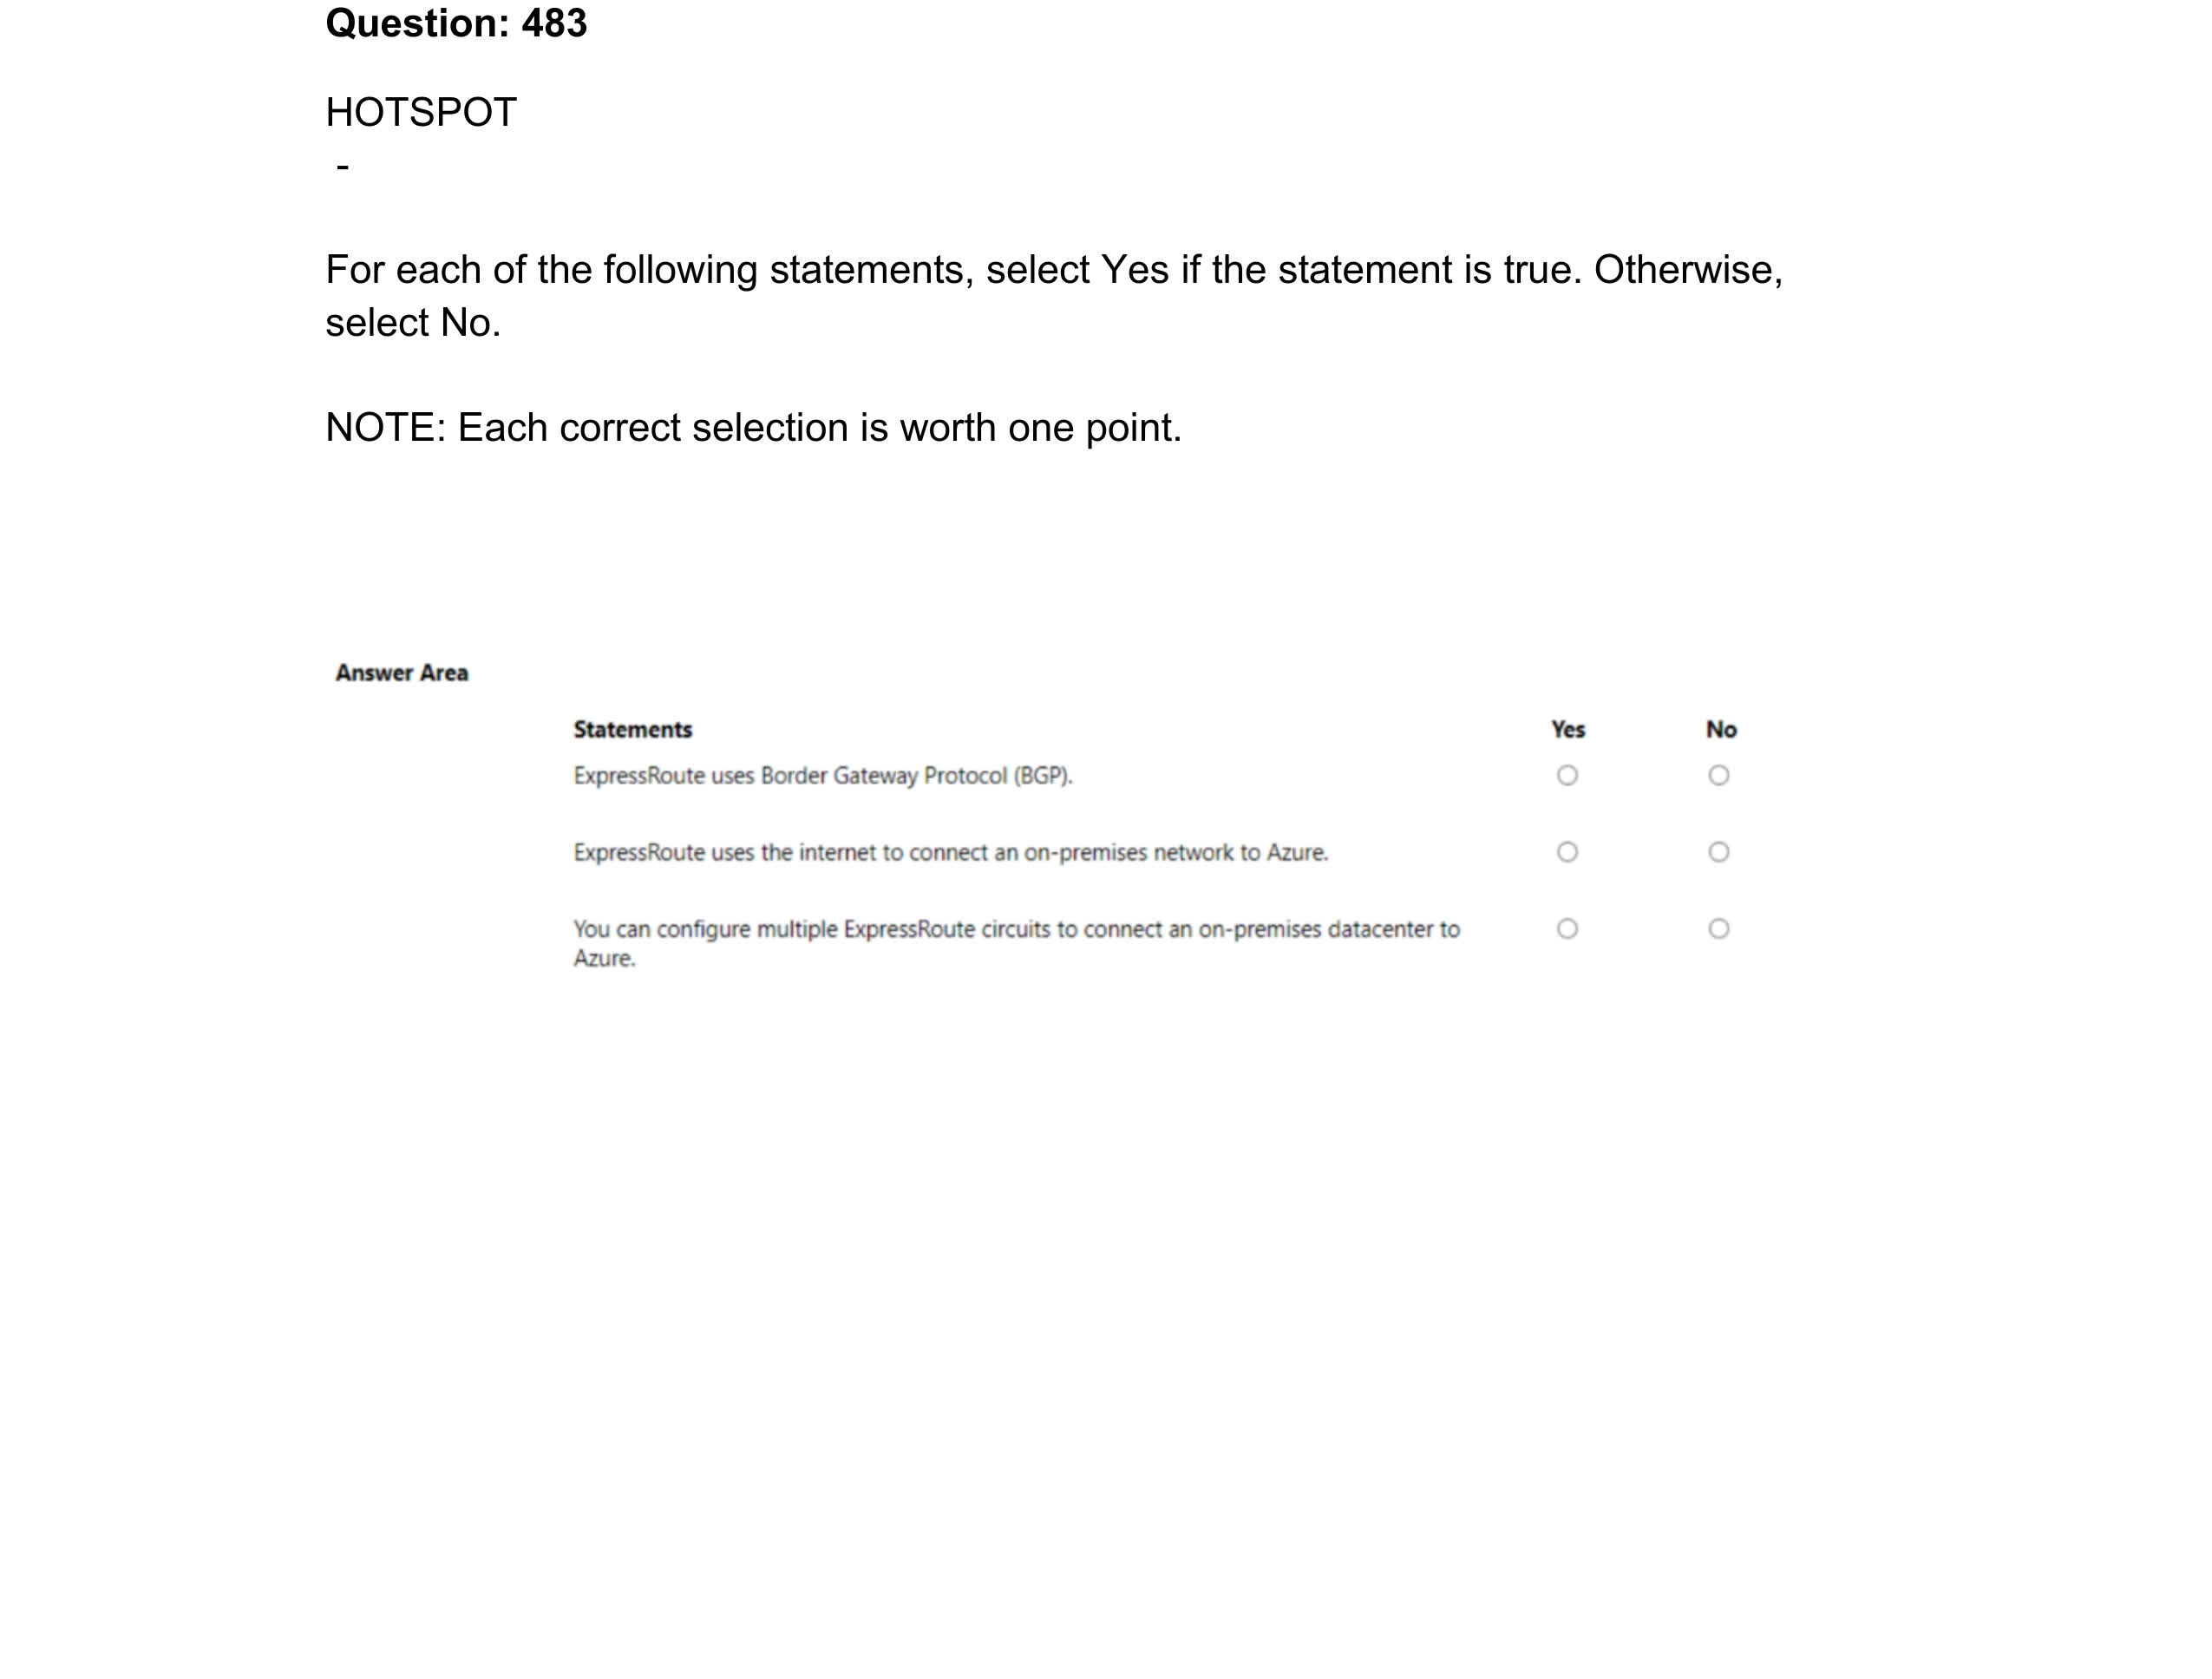 Question: 483
HOTSPOT
-
For each of the following statements, select Yes if the statement is true. Otherwise,
select No.
NOTE: Each correct selection is worth one point.
Answer Area
Statements Yes No
ExpressRoute uses Border Gateway Protocol (BGP).
ExpressRoute uses the internet to connect an on-premises network to Azure.
You can configure multiple ExpressRoute circuits to connect an on-premises datacenter to
Azure.